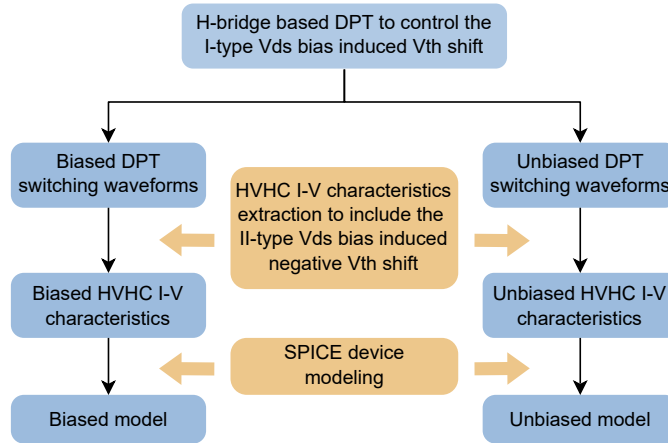 H-bridge based DPT to control the
I-type Vds bias induced Vth shift
Biased DPT
switching waveforms
HVHC I-V characteristics
extraction to include the
II-type Vds bias induced
negative Vth shift
Unbiased DPT
switching waveforms
Biased HVHC I-V
characteristics
Unbiased HVHC I-V
characteristics
SPICE device
modeling
Biased model
Unbiased model